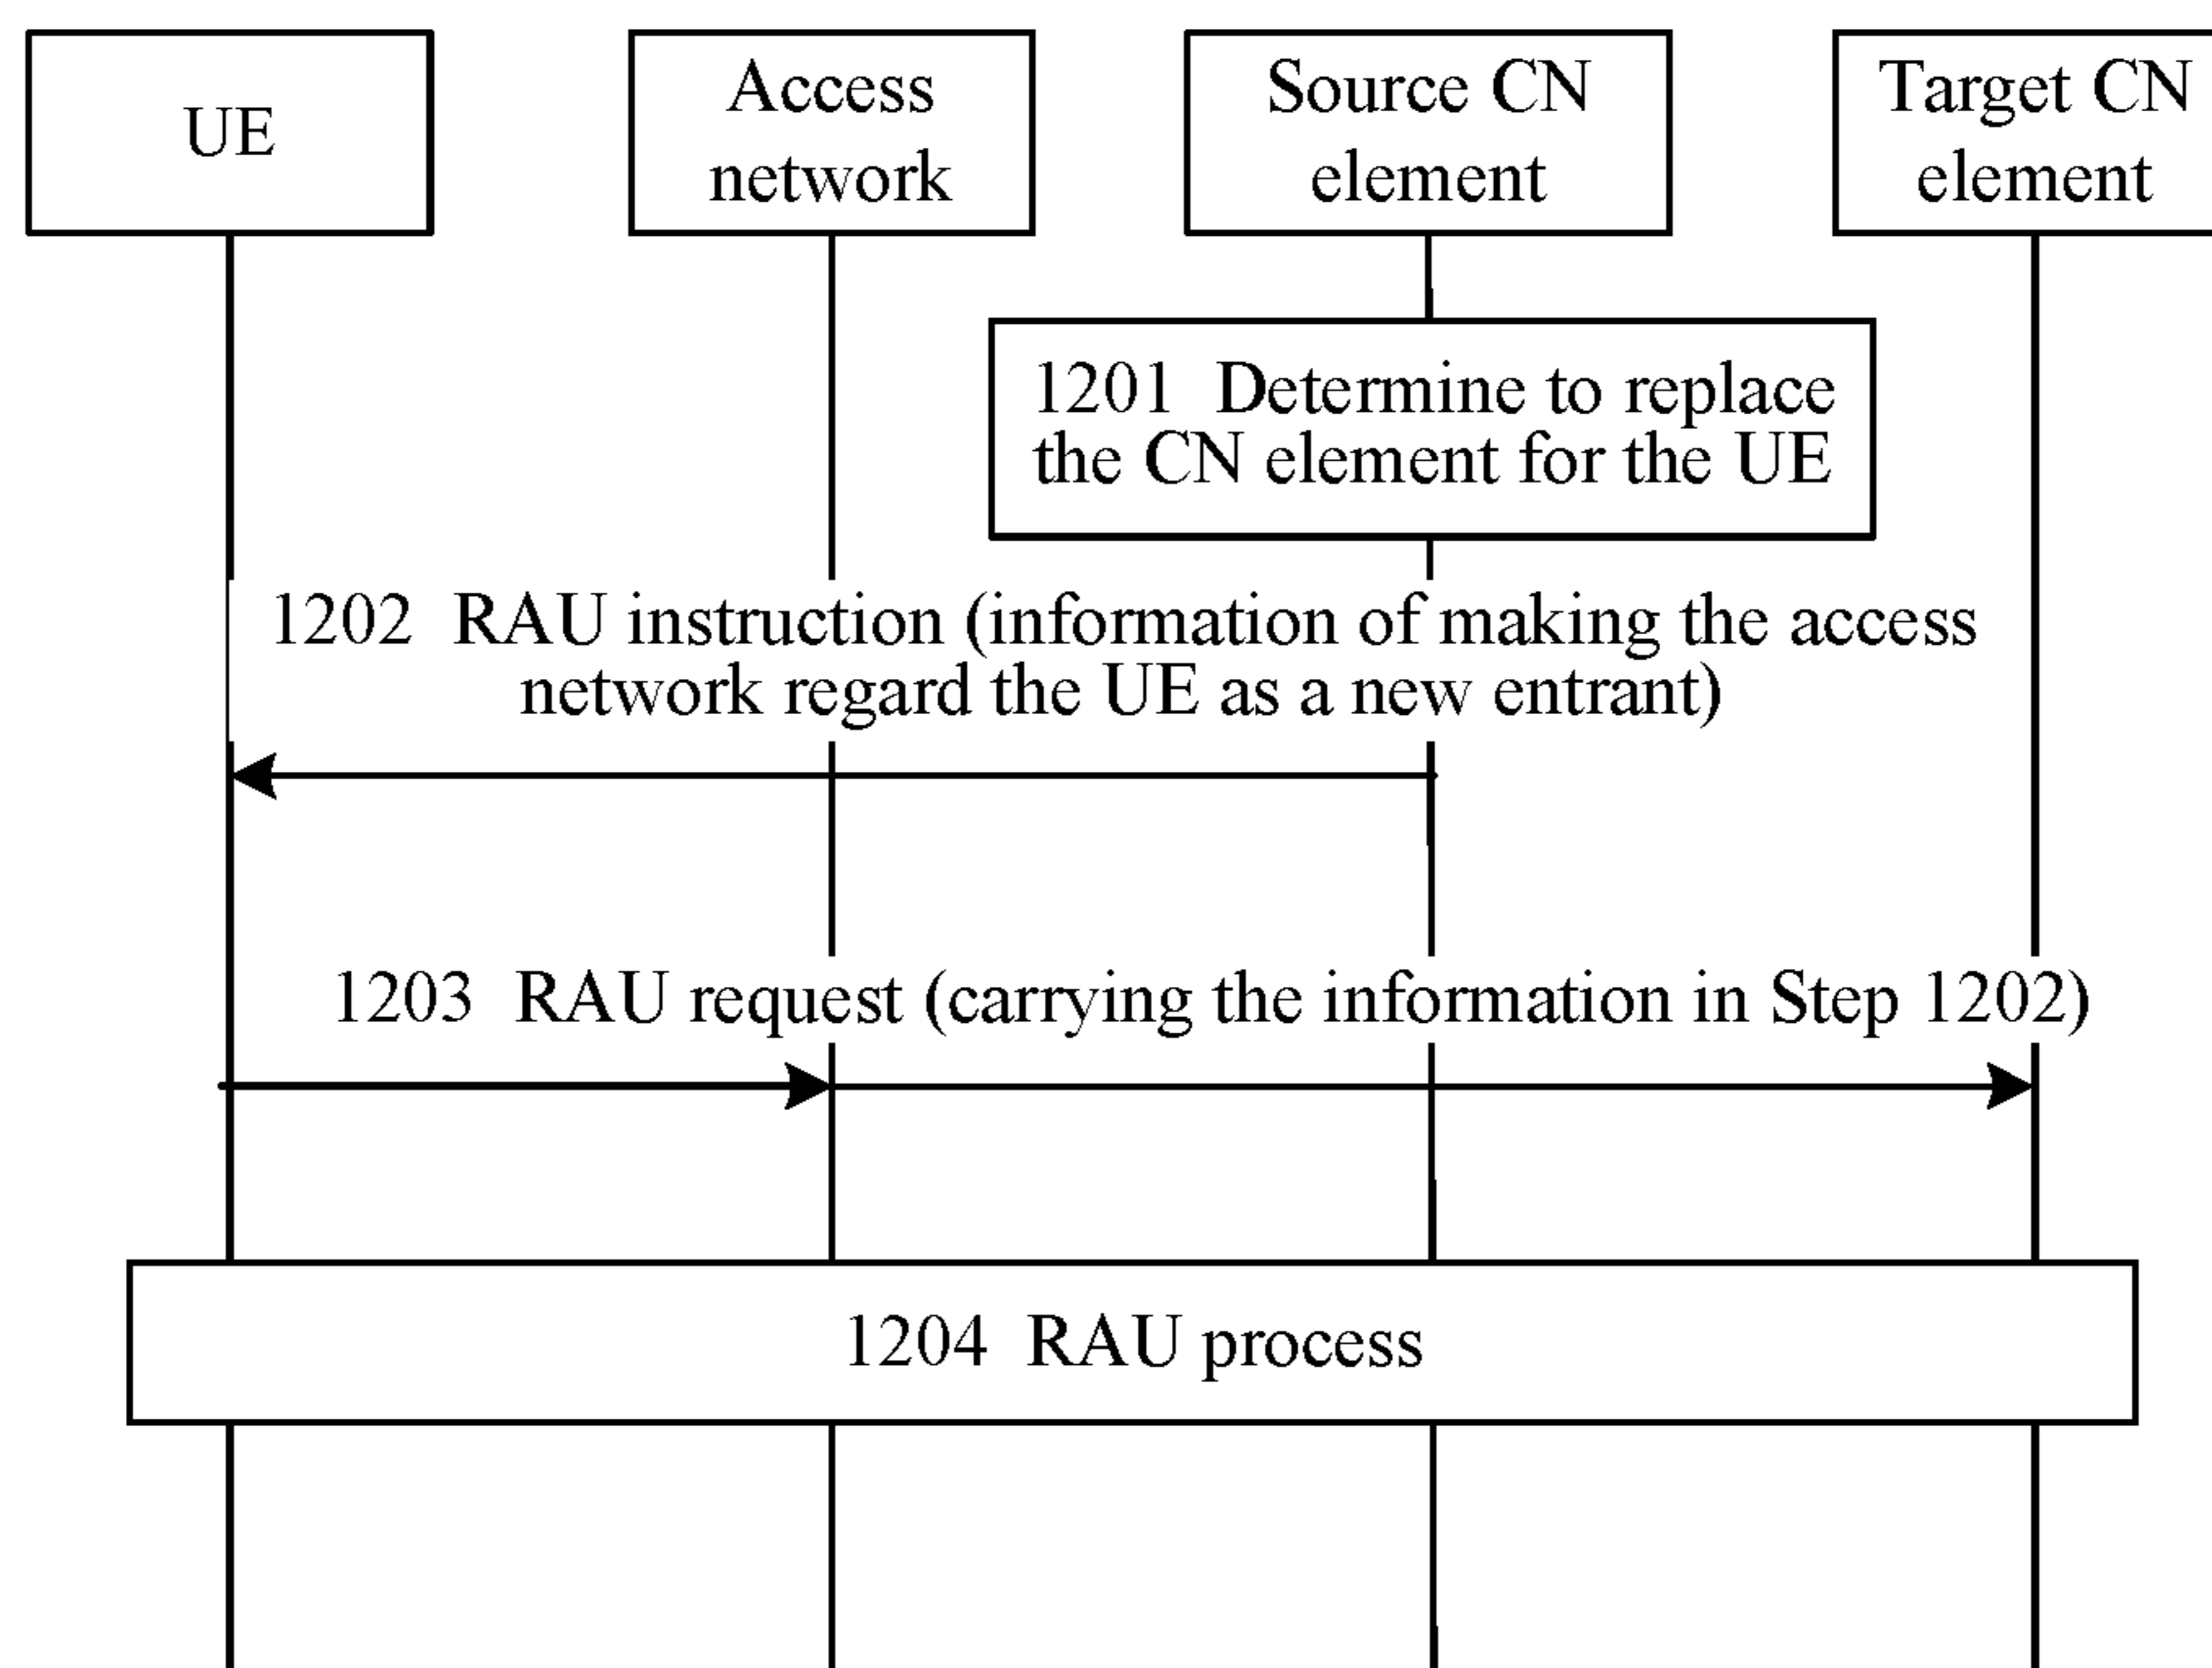 UE
Access
network
Source CN
element
Target CN
element
1201 Determine to replace
the CN element for the UE
1202 RAU instruction (information of making the access
network regard the UE as a new entrant)
1203 RAU request (carrying the information in Step 1202)
1204 RAU process